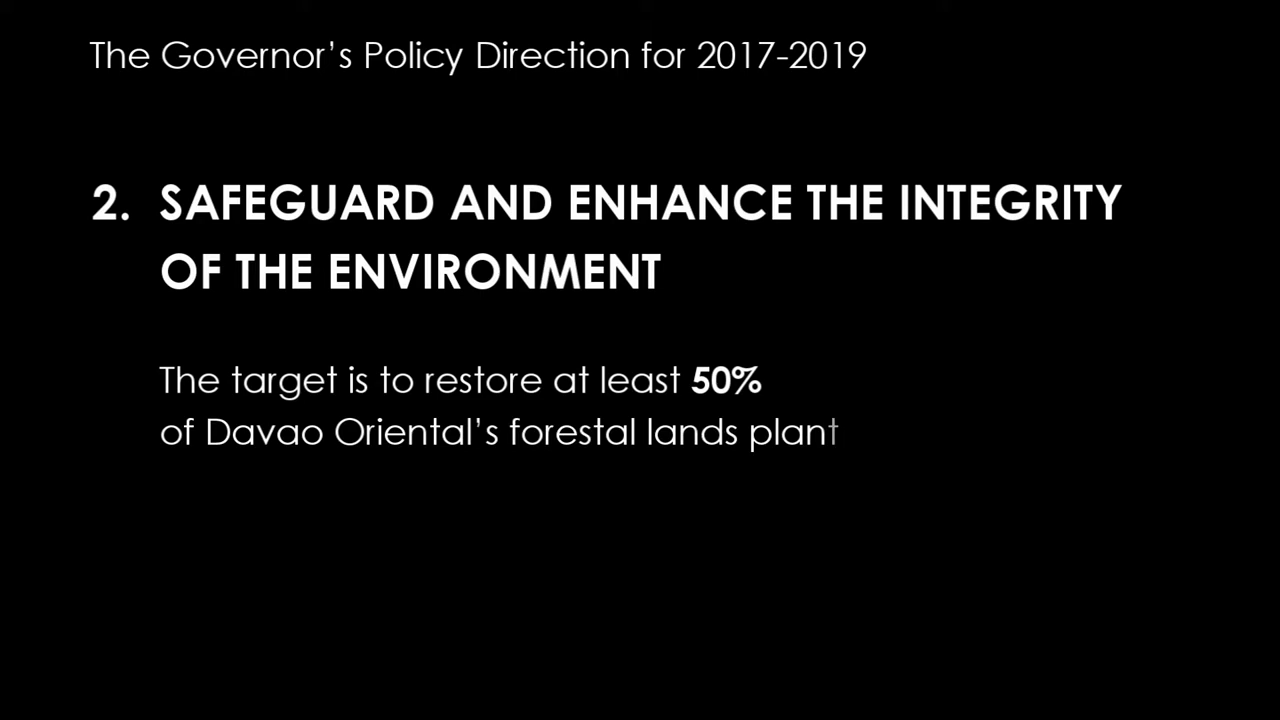 The Governor’s Policy Direction for 2017-2019
2. SAFEGUARD AND ENHANCE THE INTEGRITY
OF THE ENVIRONMENT
The target is to restore at least 50%
of Davao Oriental’s forestal lands plant